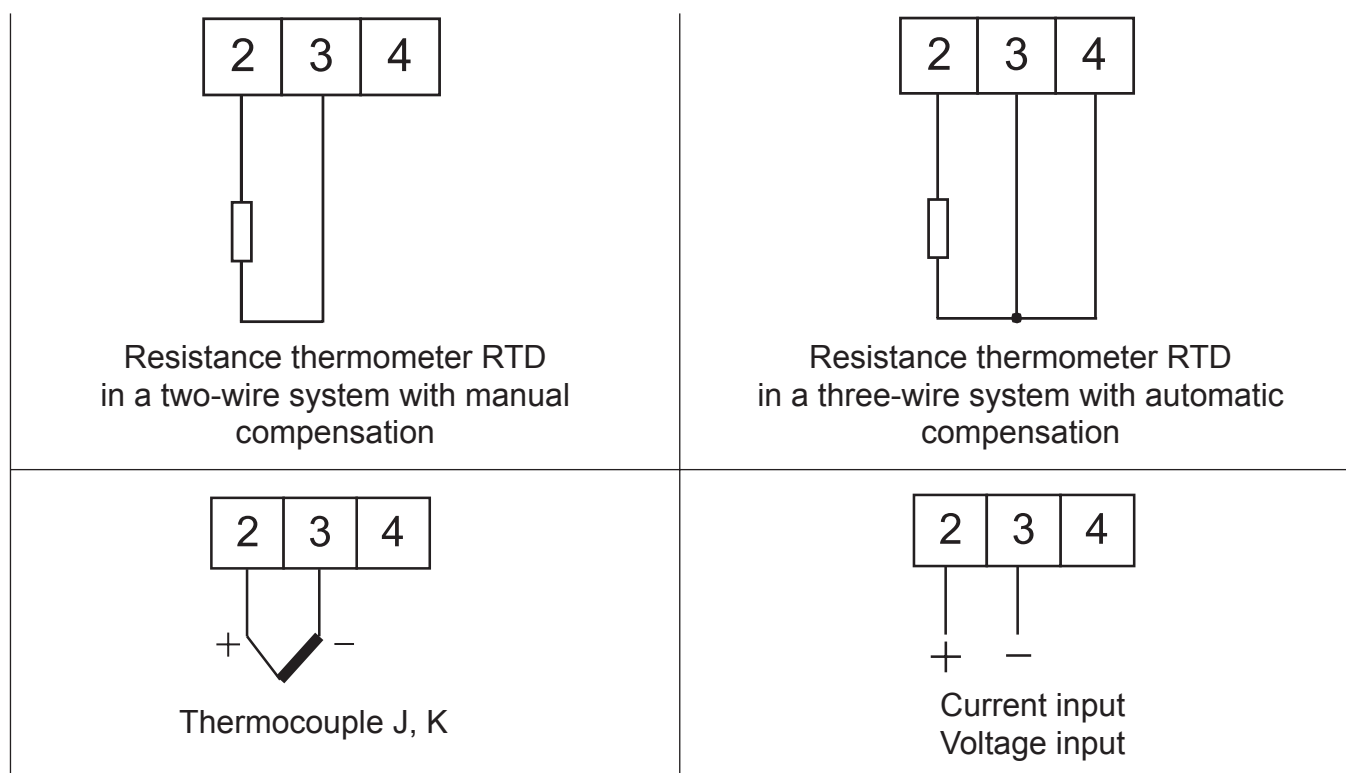 2 3 4
Resistance thermometer RTD
in a two-wire system with manual
compensation
2 3 4
Resistance thermometer RTD
in a three-wire system with automatic
compensation
2 3 4
+ −
Thermocouple J, K
2 3 4
+ −
Current input
Voltage input